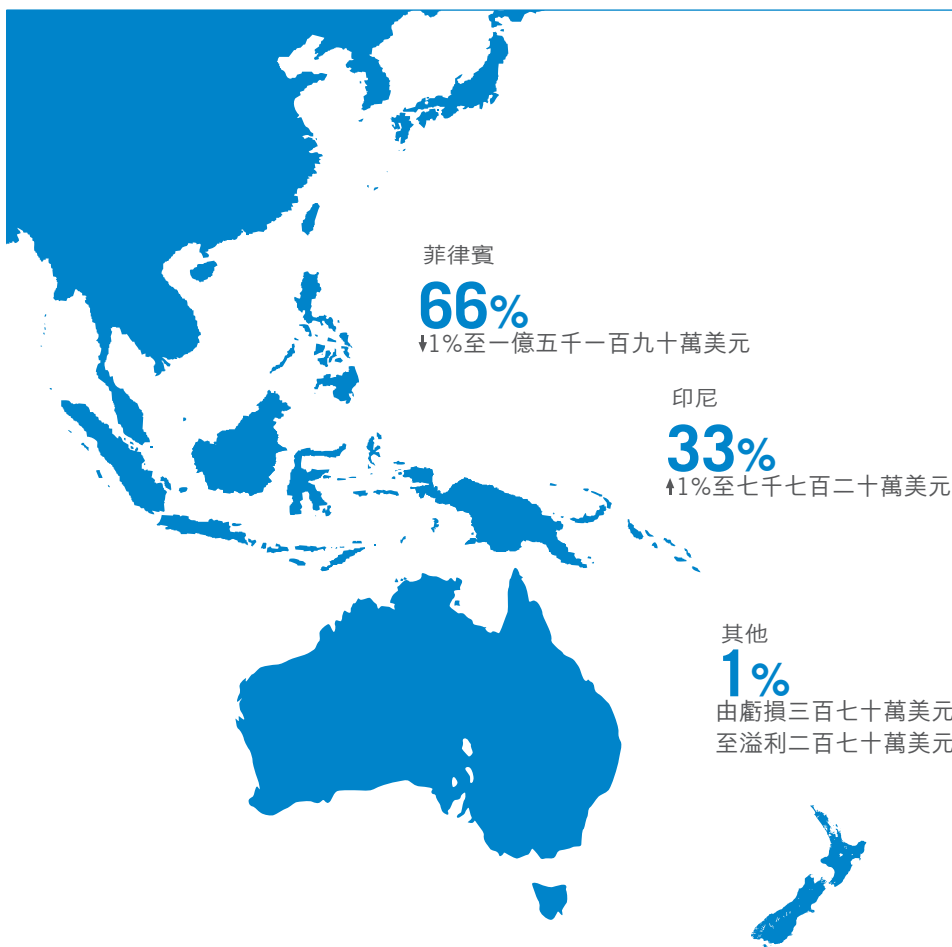 菲律賓
66%
↓1%至一億五千一百九十萬美元
印尼
33%
↑1%至七千七百二十萬美元
其他
1%
由虧損三百七十萬美元
至溢利二百七十萬美元